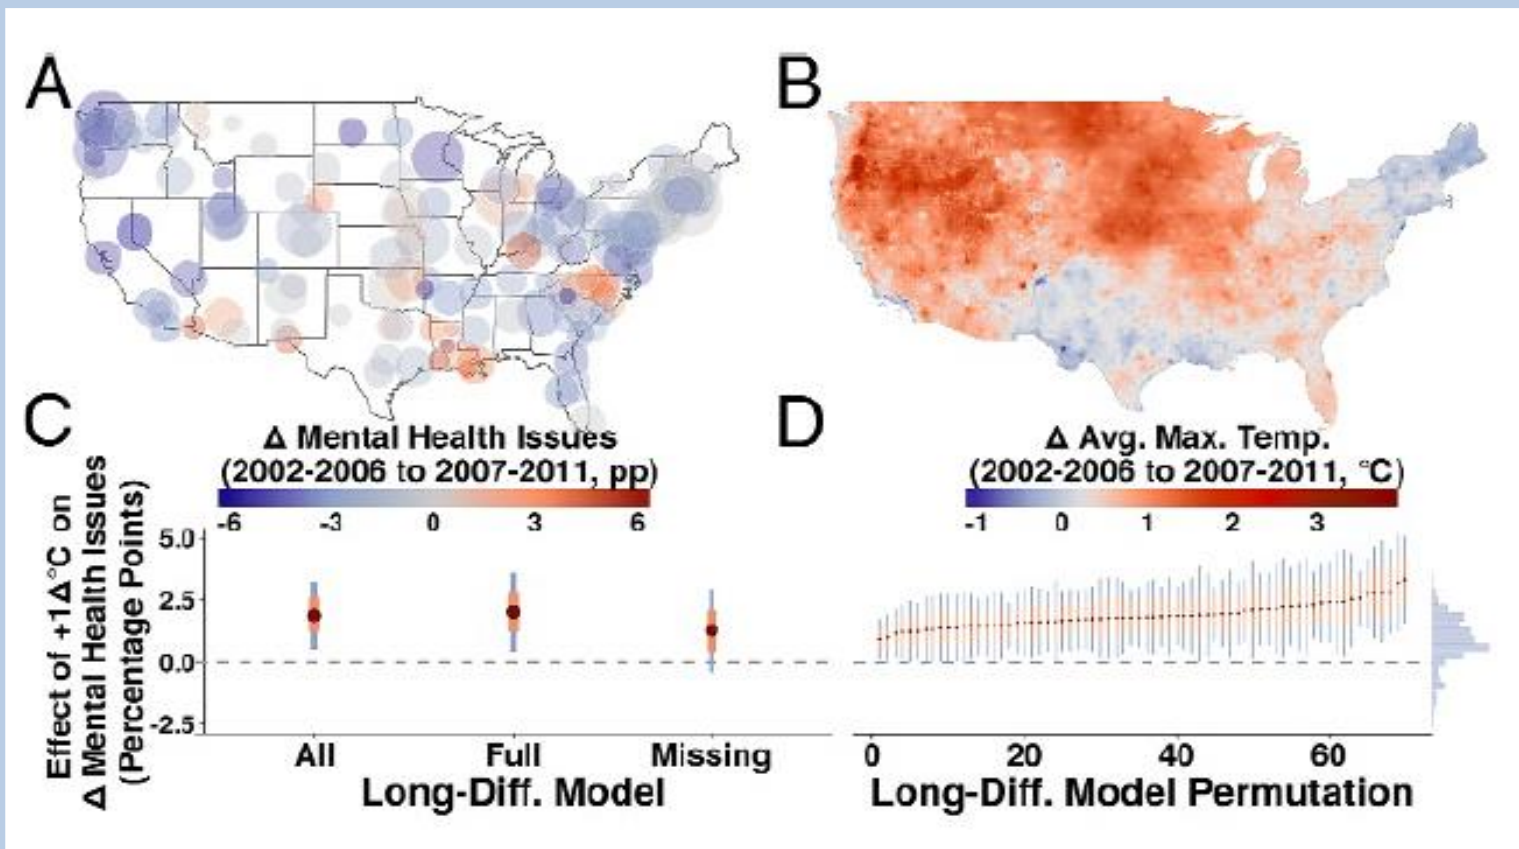 A
B
C
Δ Mental Health Issues
(2002-2006 to 2007-2011, pp)
-6 -3 0 3 6
D
Δ Avg. Max. Temp.
(2002-2006 to 2007-2011, °C)
-1 0 1 2 3
Effect of +1Δ°C on
Δ Mental Health Issues
(Percentage Points)
5.0
2.5
0.0
-2.5
All Full Missing
Long-Diff. Model
0 20 40 60
Long-Diff. Model Permutation